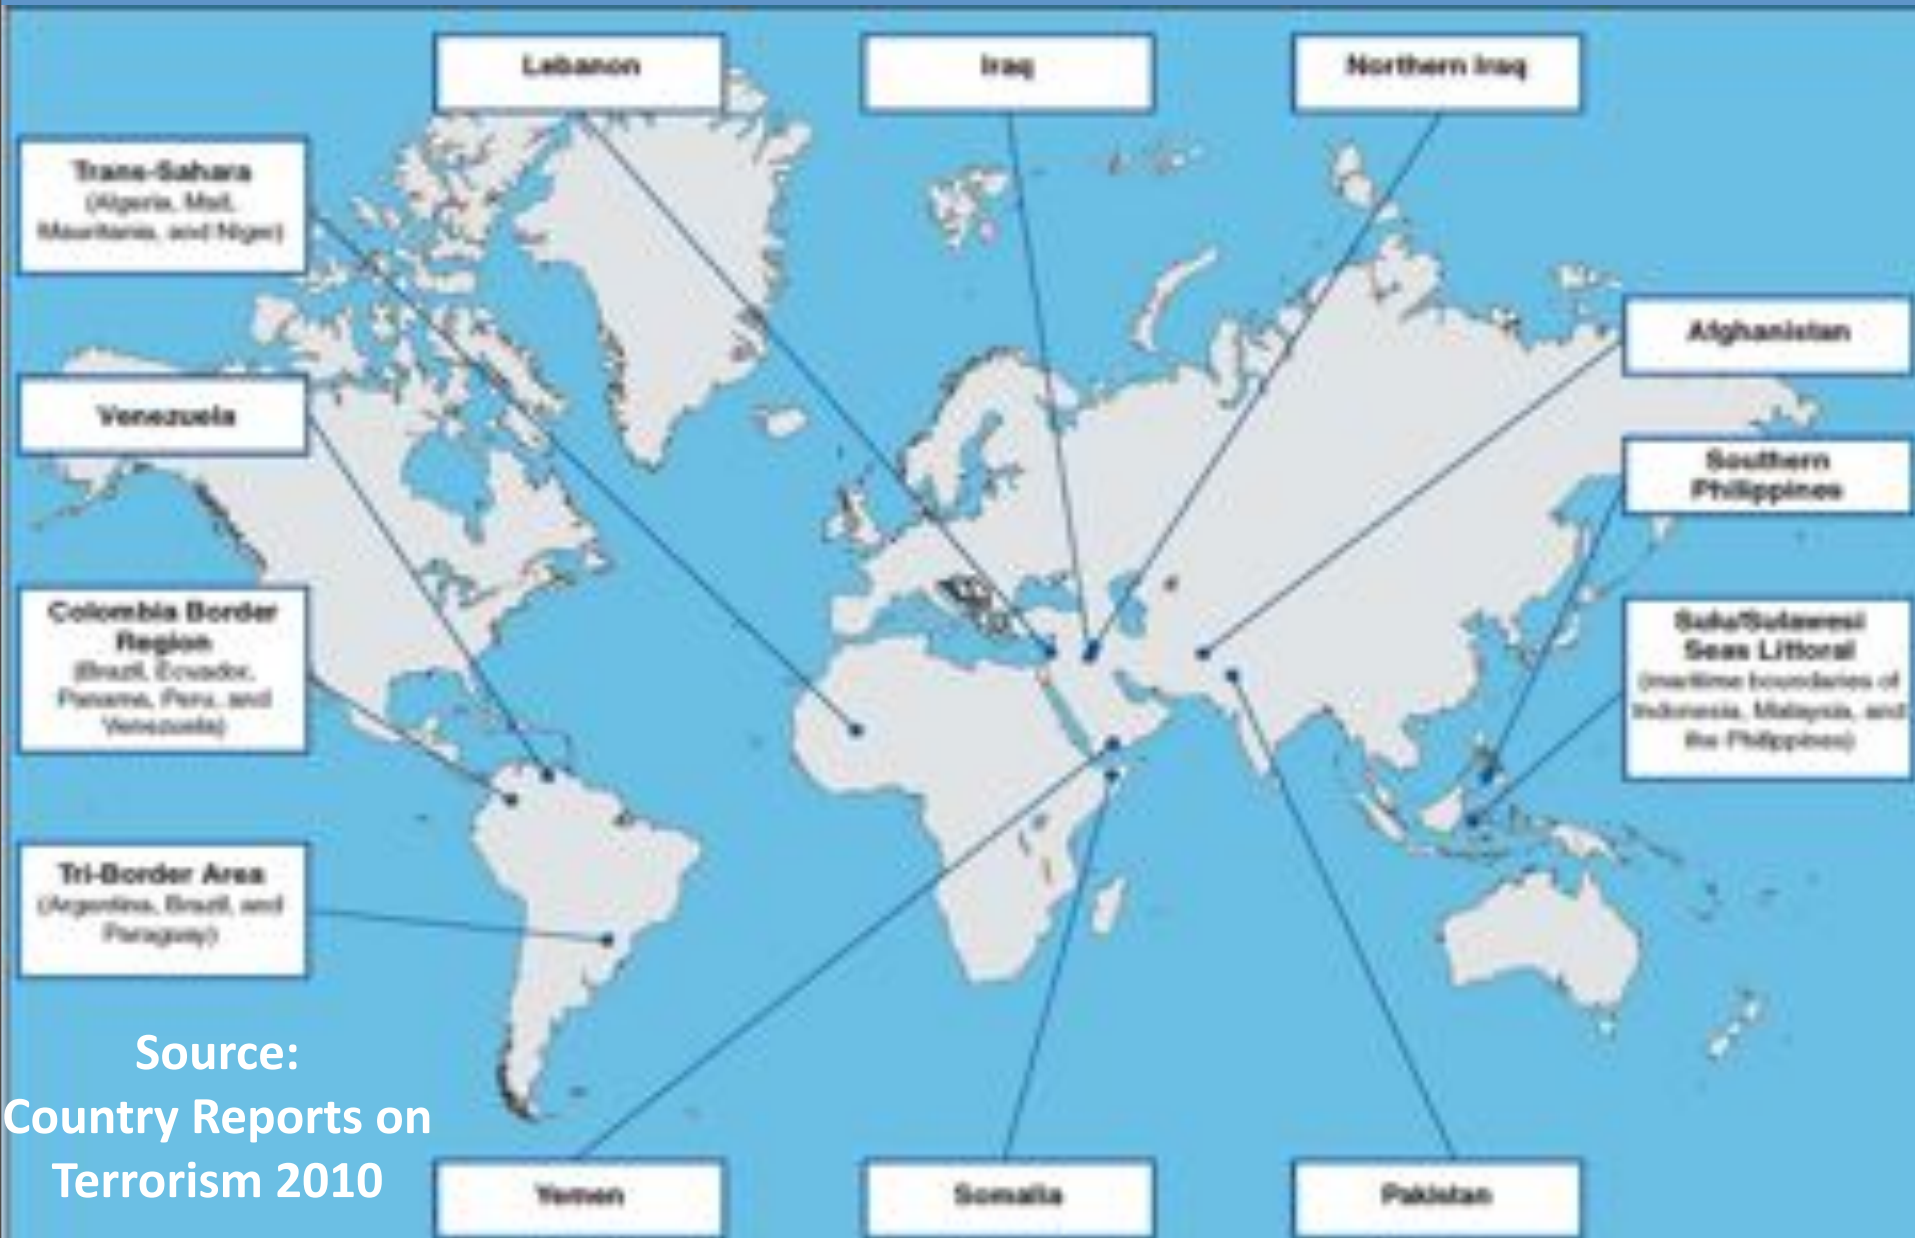 Lebanon
Iraq
Northern Iraq
Trans-Sahara
(Algeria, Mali,
Mauritania, and Niger)
Afghanistan
Venezuela
Southern
Philippines
Colombia Border
Region
(Brazil, Ecuador,
Panama, Peru, and
Venezuela)
Sulu/Sulawesi
Seas Littoral
(maritime boundaries of
Indonesia, Malaysia, and
the Philippines)
Tri-Border Area
(Argentina, Brazil, and
Paraguay)
Source:
Country Reports on
Terrorism 2010
Yemen
Somalia
Pakistan